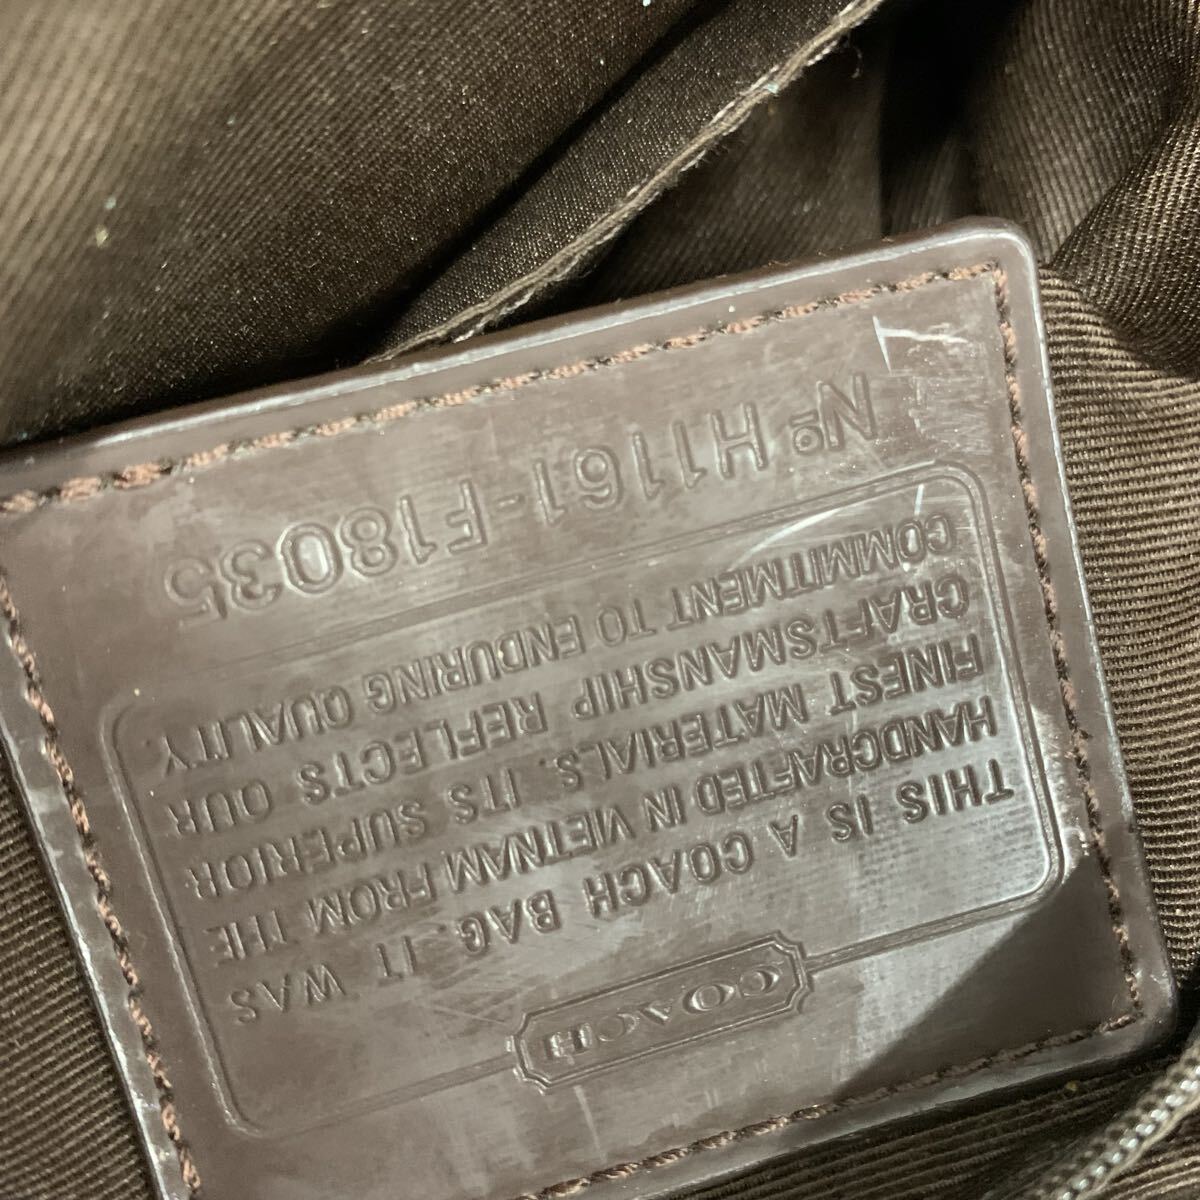 COACH
THIS IS A COACH BAG. IT WAS
HANDCRAFTED IN VIETNAM FROM THE
FINEST MATERIALS. ITS SUPERIOR
CRAFTSMANSHIP REFLECTS OUR
COMMITMENT TO ENDURING QUALITY.
Nº H1161-F18035